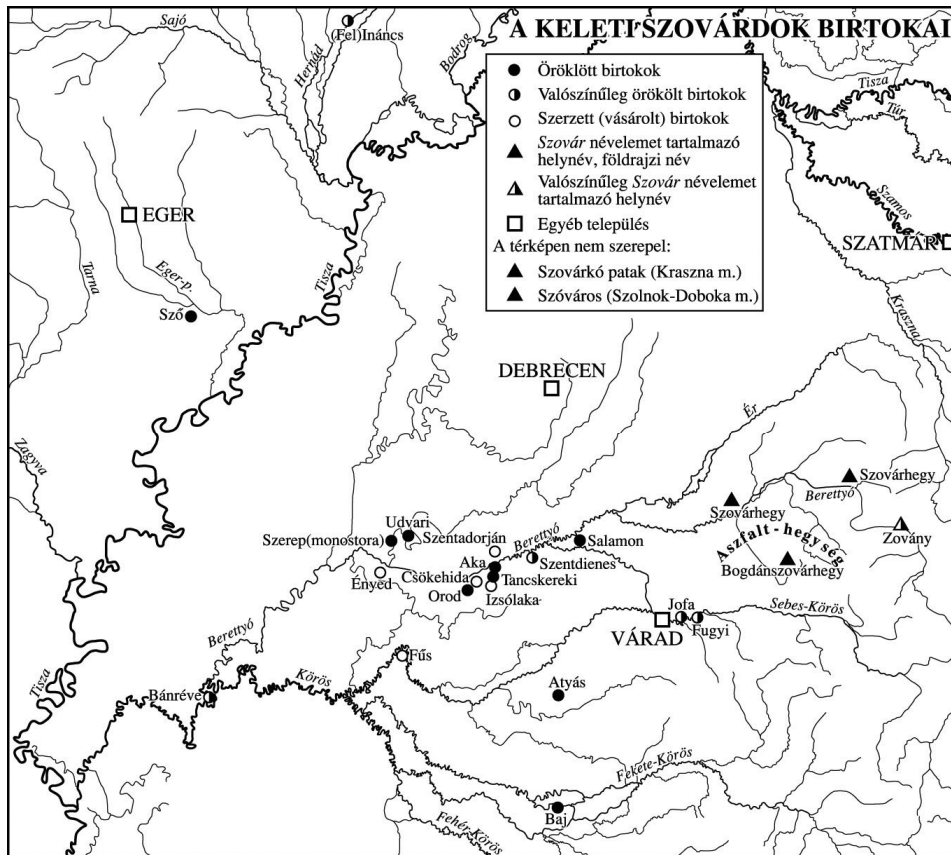 A KELETI SZOVÁRDOK BIRTOKAI
Öröklött birtokok
Valószínűleg örökölt birtokok
Szerzett (vásárolt) birtokok
Szovár névelemet tartalmazó
helynév, földrajzi név
Valószínűleg Szovár névelemet
tartalmazó helynév
Egyéb település
A térképen nem szerepel:
Szovárkó patak (Kraszna m.)
Szóváros (Szolnok-Doboka m.)
Sajó
Hernád
(Fel)Ináncs
Bodrog
Tisza
Túr
Szamos
SZATMÁR
Kraszna
EGER
Eger-p.
Tarna
Sző
Tisza
DEBRECEN
Ér
Zagyva
Szovárhegy
Berettyó
Szovárhegy
Zovány
Aszfalt-hegység
Bogdánszovárhegy
Udvari
Szerep(monostora)
Szentadorján
Berettyó
Salamon
Aka
Szentdienes
Csökehida
Tancskereki
Ényed
Orod
Izsólaka
Jofa
Fugyi
Sebes-Körös
VÁRAD
Berettyó
Fűs
Tisza
Bánréve
Körös
Atyás
Fekete-Körös
Baj
Fehér-Körös